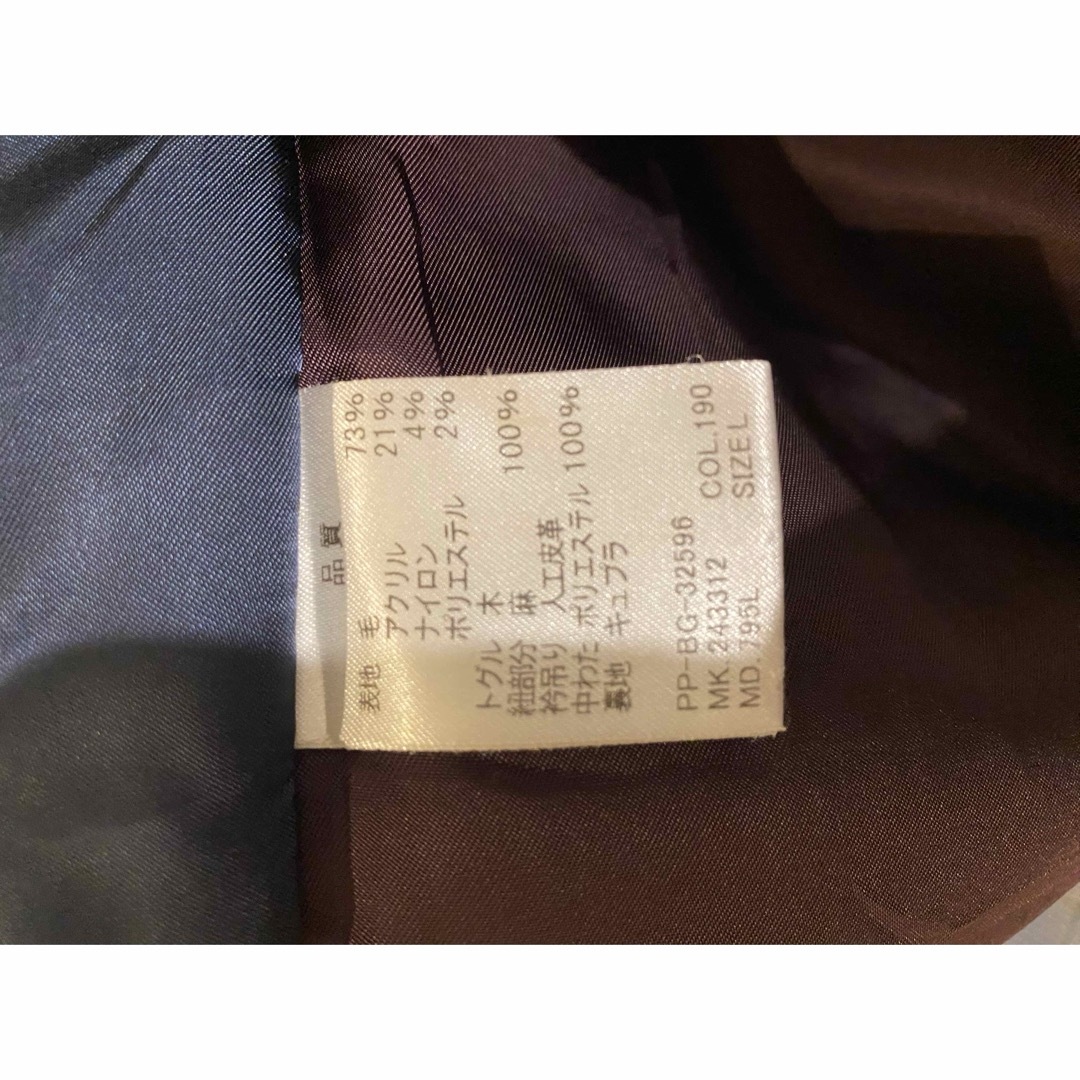 品質
表地 毛 73%
アクリル 21%
ナイロン 4%
ポリエステル 2%
トグル 木
紐部分 麻 100%
衿吊り 人工皮革
中わた ポリエステル 100%
裏地 キュプラ
PP-BG-32596
MK.243312 COL.190
MD.795L SIZE L